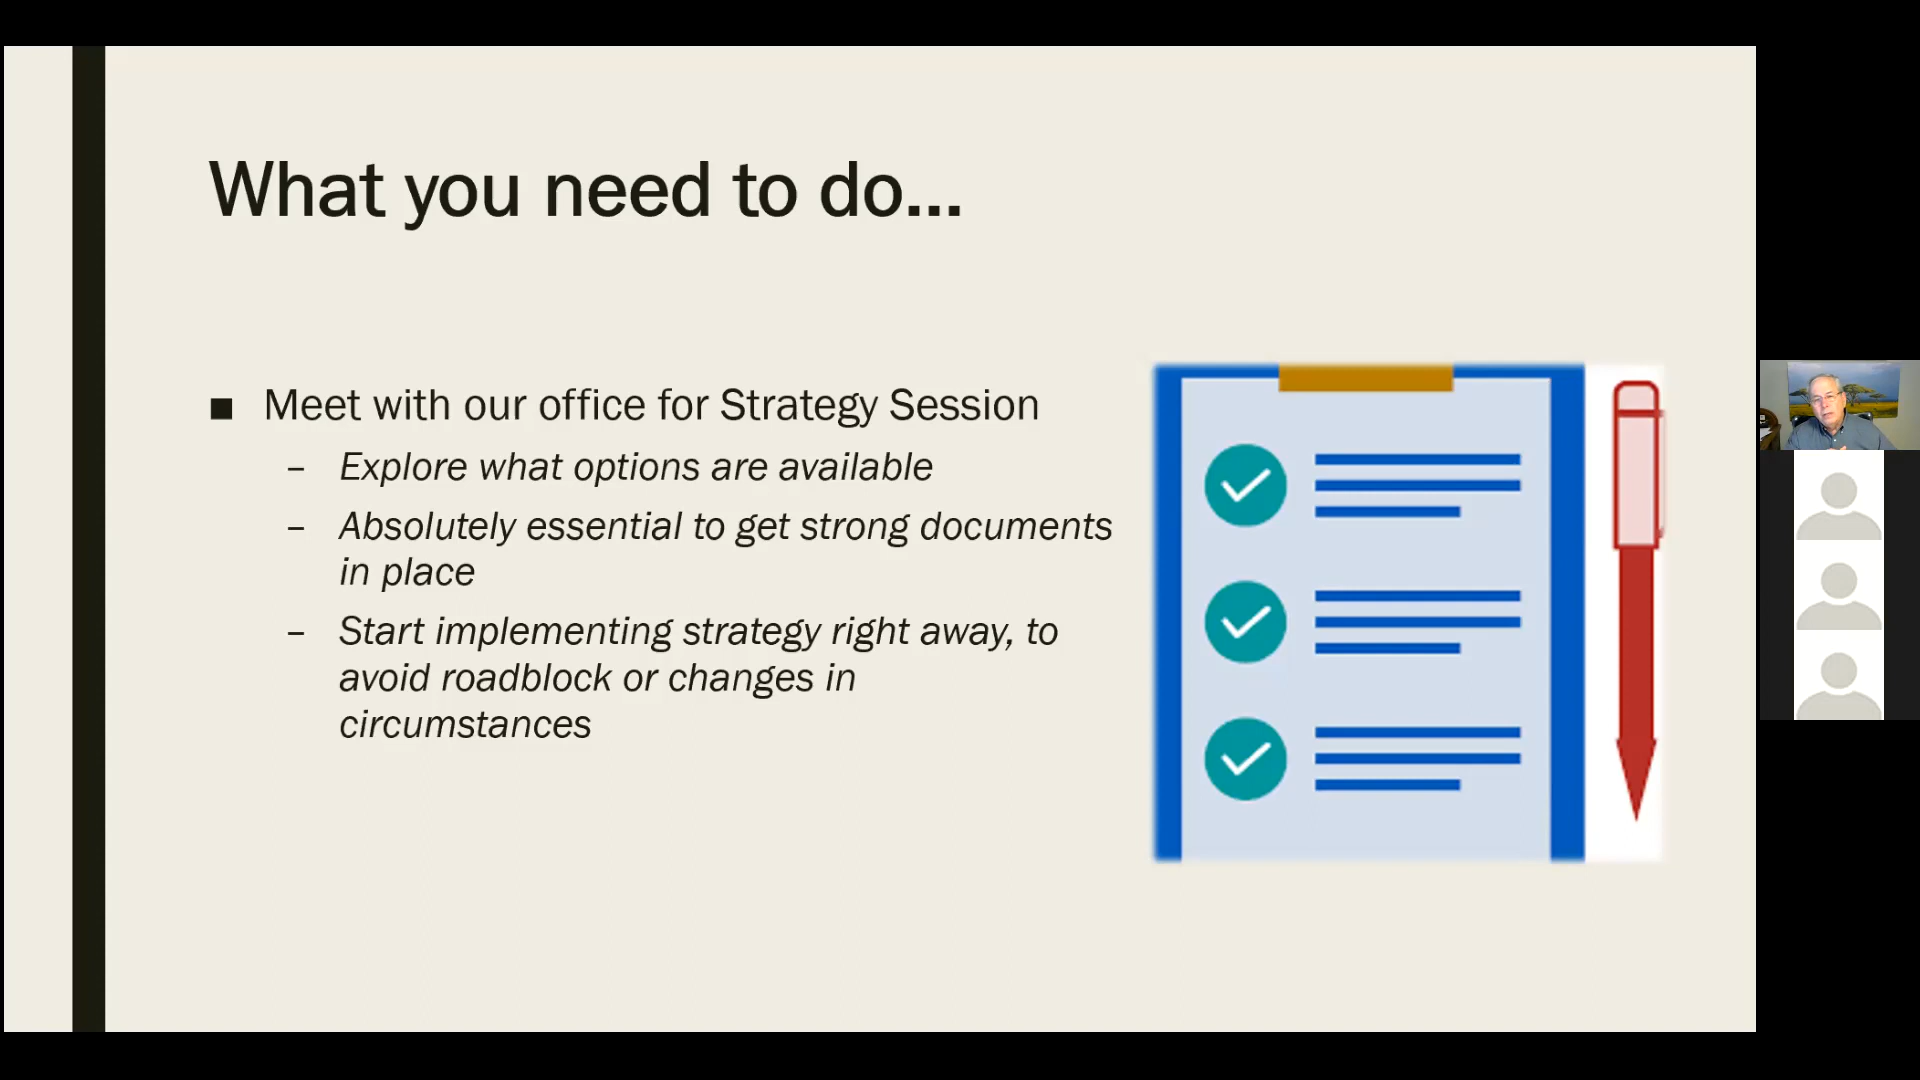 What you need to do...
■ Meet with our office for Strategy Session
– Explore what options are available
– Absolutely essential to get strong documents
in place
– Start implementing strategy right away, to
avoid roadblock or changes in
circumstances